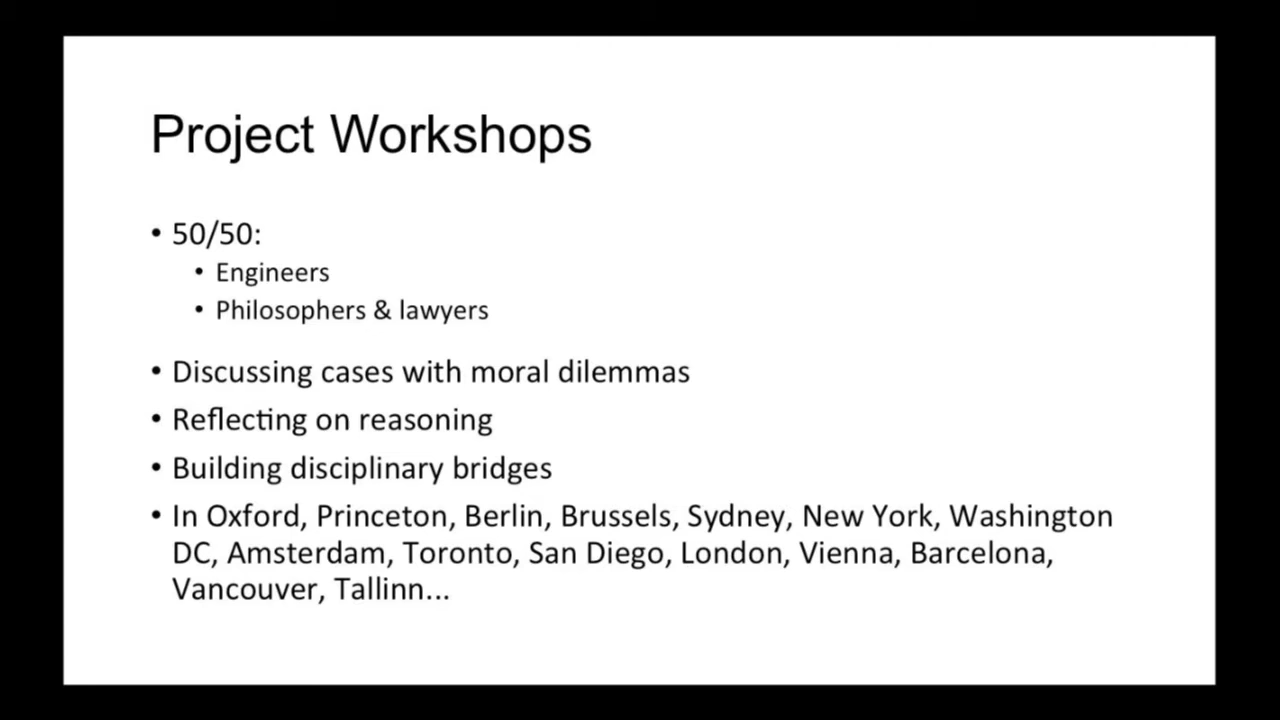 Project Workshops
• 50/50:
• Engineers
• Philosophers & lawyers
• Discussing cases with moral dilemmas
• Reflecting on reasoning
• Building disciplinary bridges
• In Oxford, Princeton, Berlin, Brussels, Sydney, New York, Washington
DC, Amsterdam, Toronto, San Diego, London, Vienna, Barcelona,
Vancouver, Tallinn...